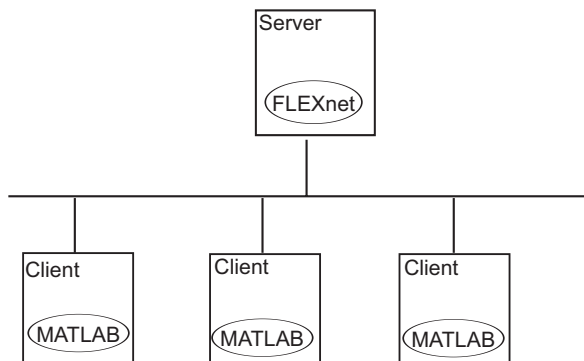 Server
FLEXnet
Client
MATLAB
Client
MATLAB
Client
MATLAB